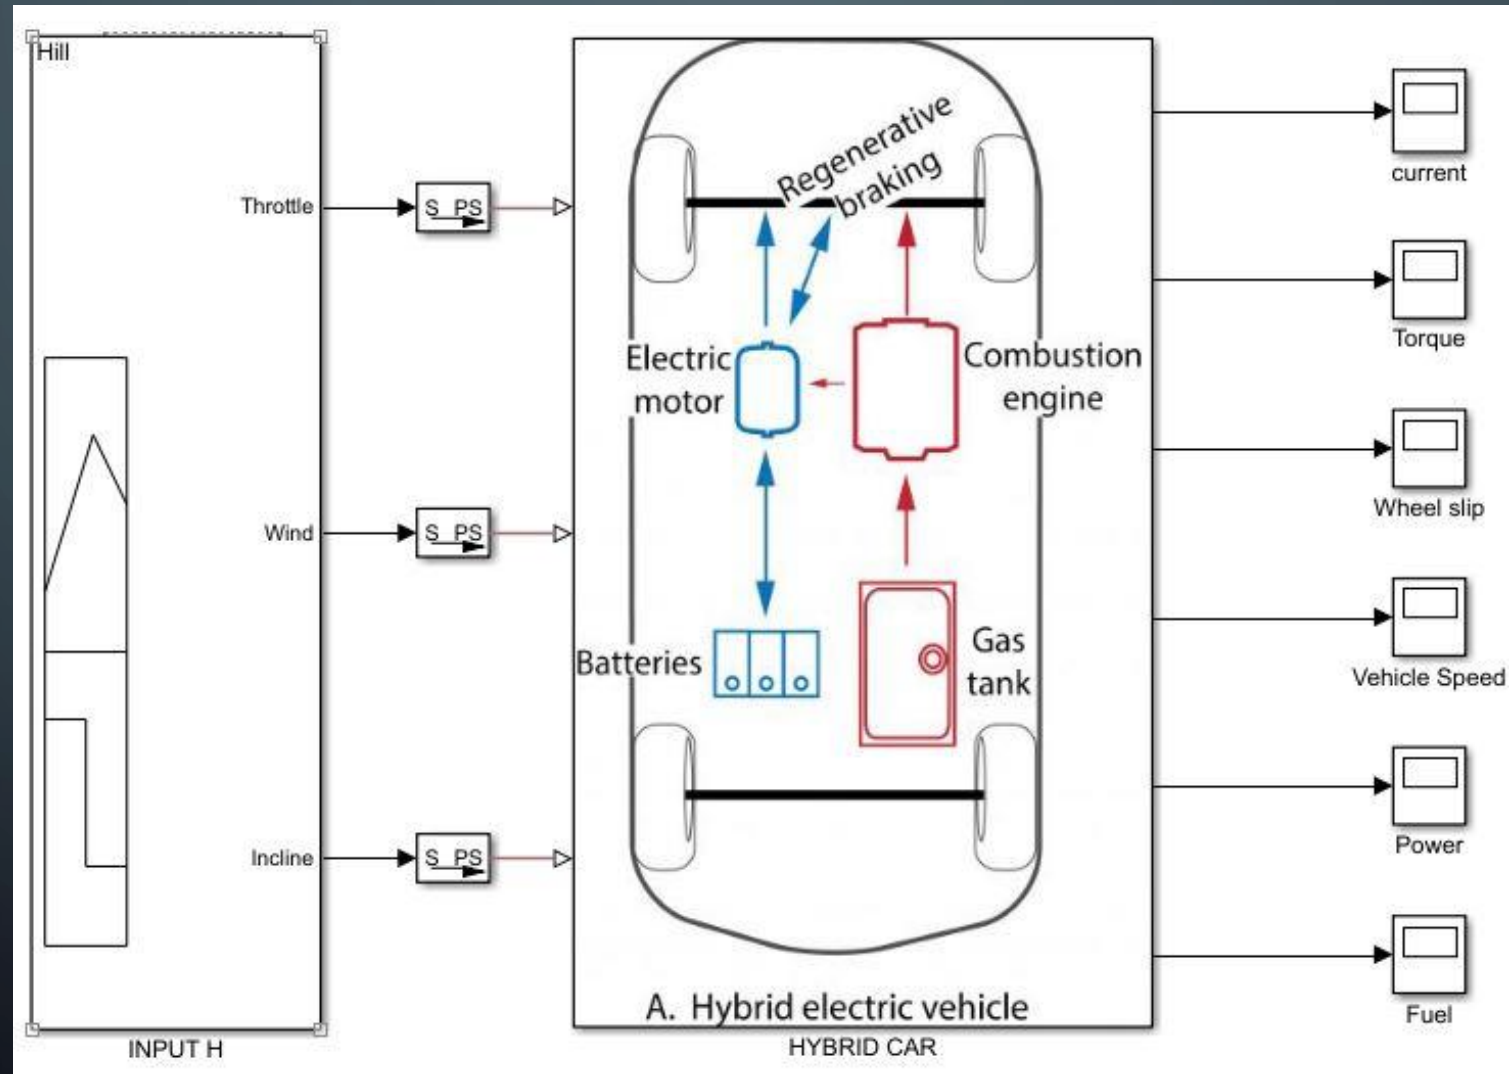 Hill
Throttle
S PS
Wind
S PS
Incline
S PS
INPUT H
Regenerative
braking
Electric
motor
Combustion
engine
Batteries
Gas
tank
A. Hybrid electric vehicle
HYBRID CAR
current
Torque
Wheel slip
Vehicle Speed
Power
Fuel